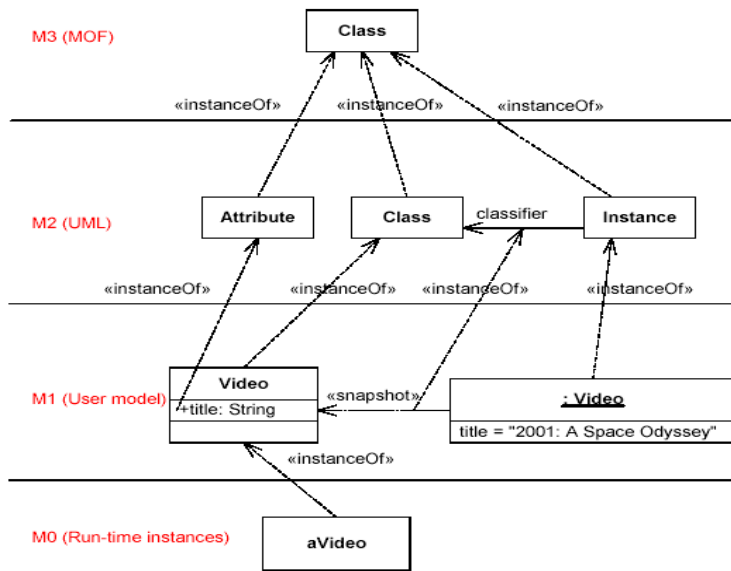 M3 (MOF)
Class
«instanceOf» «instanceOf» «instanceOf»
M2 (UML)
Attribute
Class
classifier
Instance
«instanceOf» «instanceOf» «instanceOf» «instanceOf»
M1 (User model)
Video
+title: String
«snapshot»
: Video
title = "2001: A Space Odyssey"
«instanceOf»
M0 (Run-time instances)
aVideo